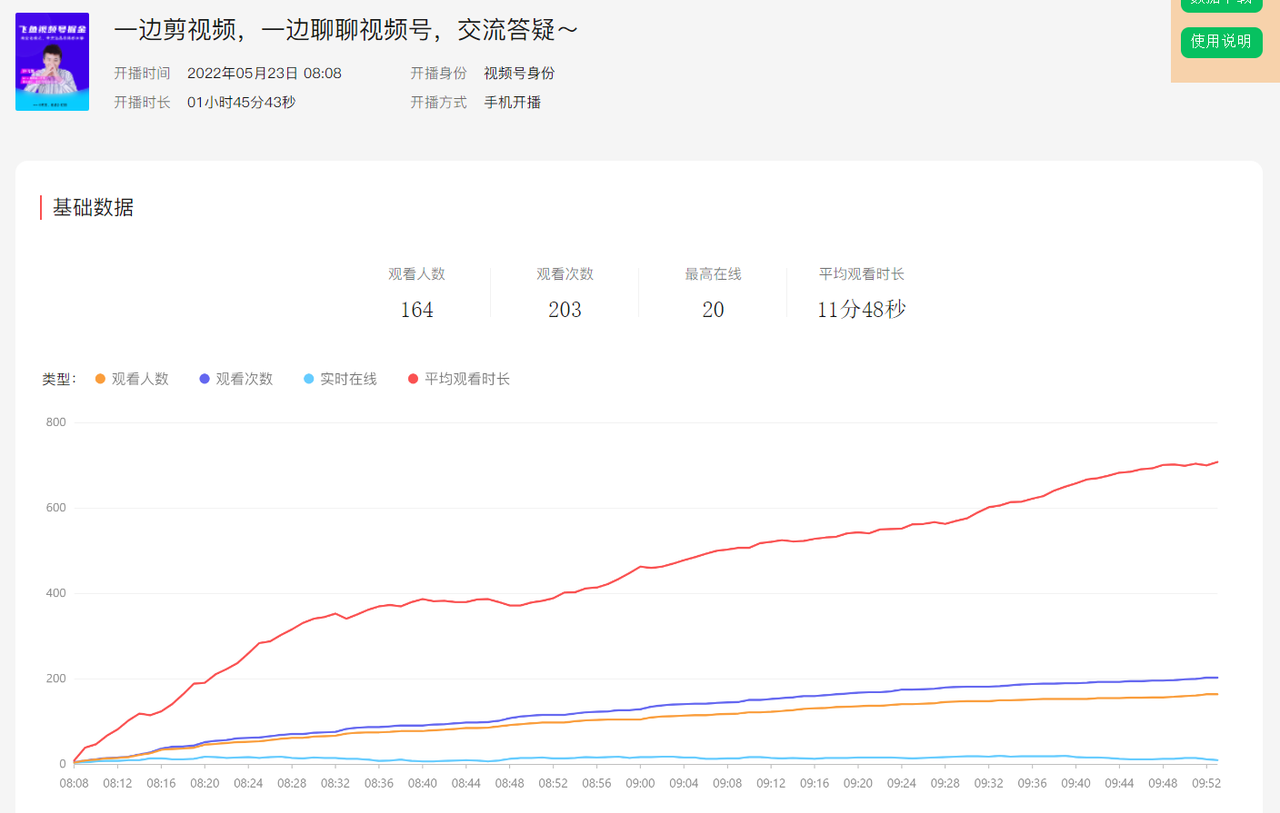 飞鱼视频号掘金
一边剪视频，一边聊聊视频号，交流答疑～
开播时间 2022年05月23日 08:08 开播身份 视频号身份
开播时长 01小时45分43秒 开播方式 手机开播
数据下载
使用说明
基础数据
观看人数 观看次数 最高在线 平均观看时长
164 203 20 11分48秒
类型： 观看人数 观看次数 实时在线 平均观看时长
800
600
400
200
0
08:08 08:12 08:16 08:20 08:24 08:28 08:32 08:36 08:40 08:44 08:48 08:52 08:56 09:00 09:04 09:08 09:12 09:16 09:20 09:24 09:28 09:32 09:36 09:40 09:44 09:48 09:52